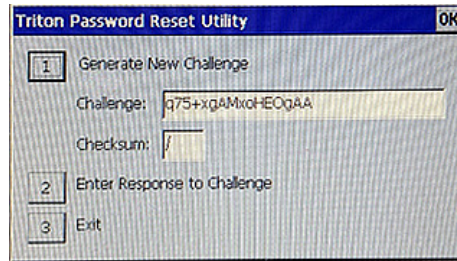 Triton Password Reset Utility OK
1 Generate New Challenge
Challenge: q75+xgAMxoHEOgAA
Checksum: /
2 Enter Response to Challenge
3 Exit